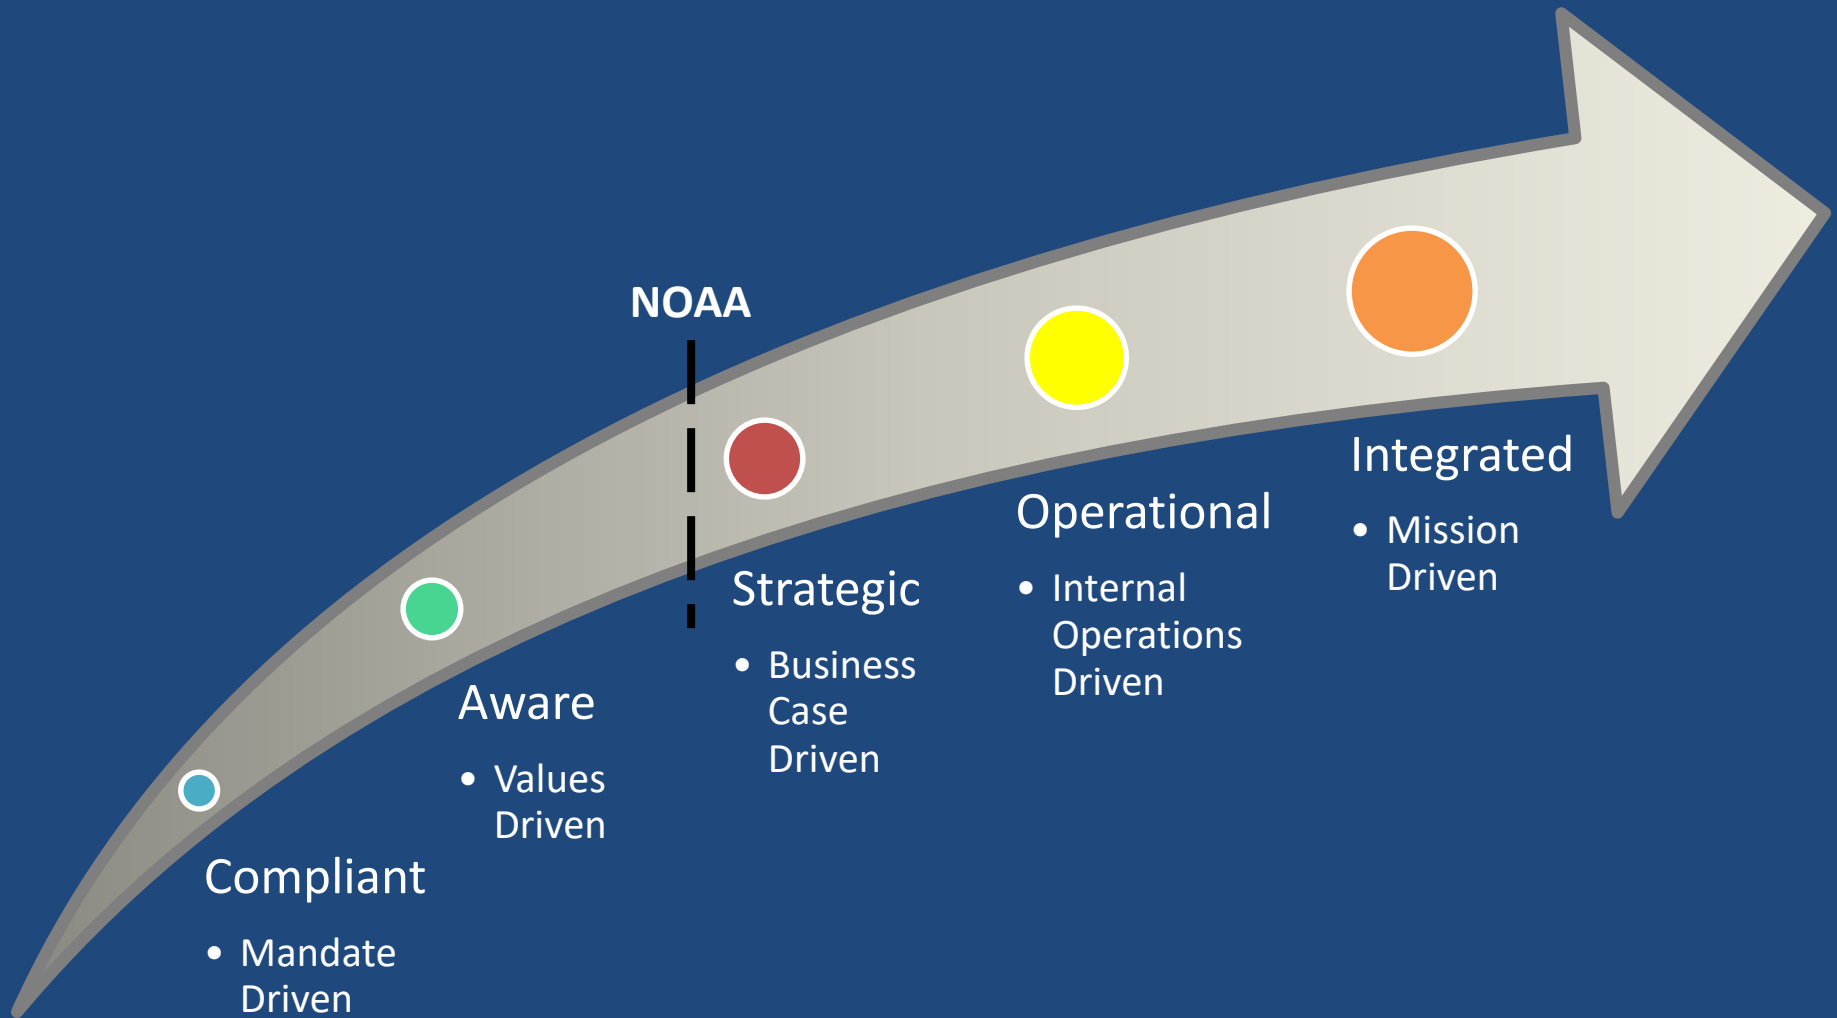 NOAA
Compliant
• Mandate
Driven
Aware
• Values
Driven
Strategic
• Business
Case
Driven
Operational
• Internal
Operations
Driven
Integrated
• Mission
Driven